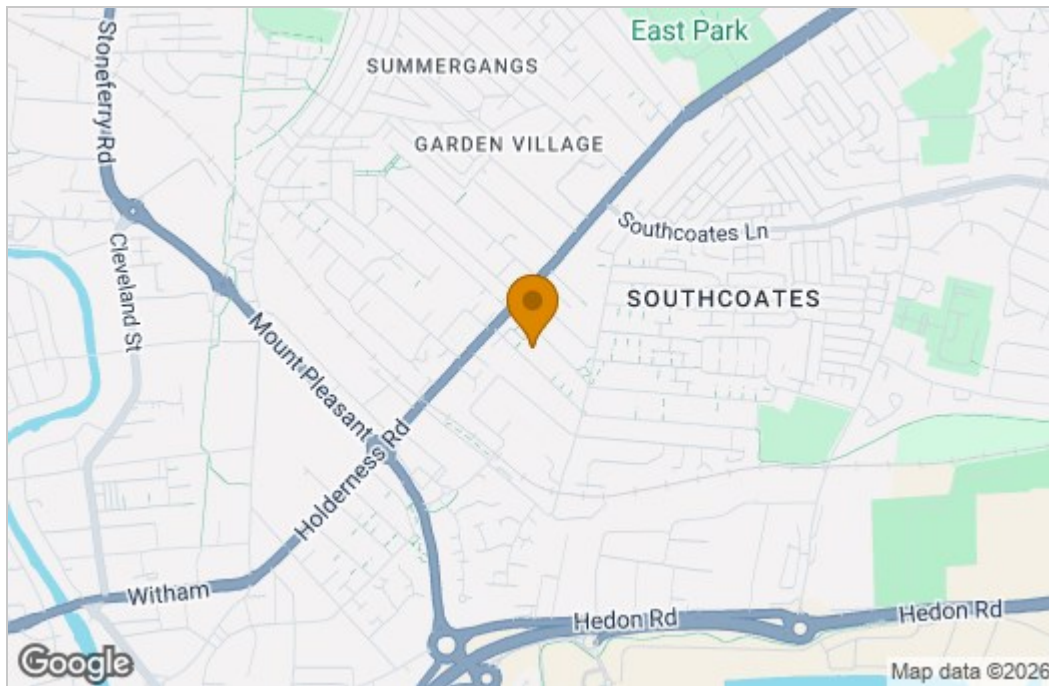 East Park
SUMMERGANGS
GARDEN VILLAGE
Stoneferry Rd
Southcoates Ln
Cleveland St
SOUTHCOATES
Mount Pleasant
Holderness Rd
Witham
Hedon Rd
Hedon Rd
Google
Map data ©2026